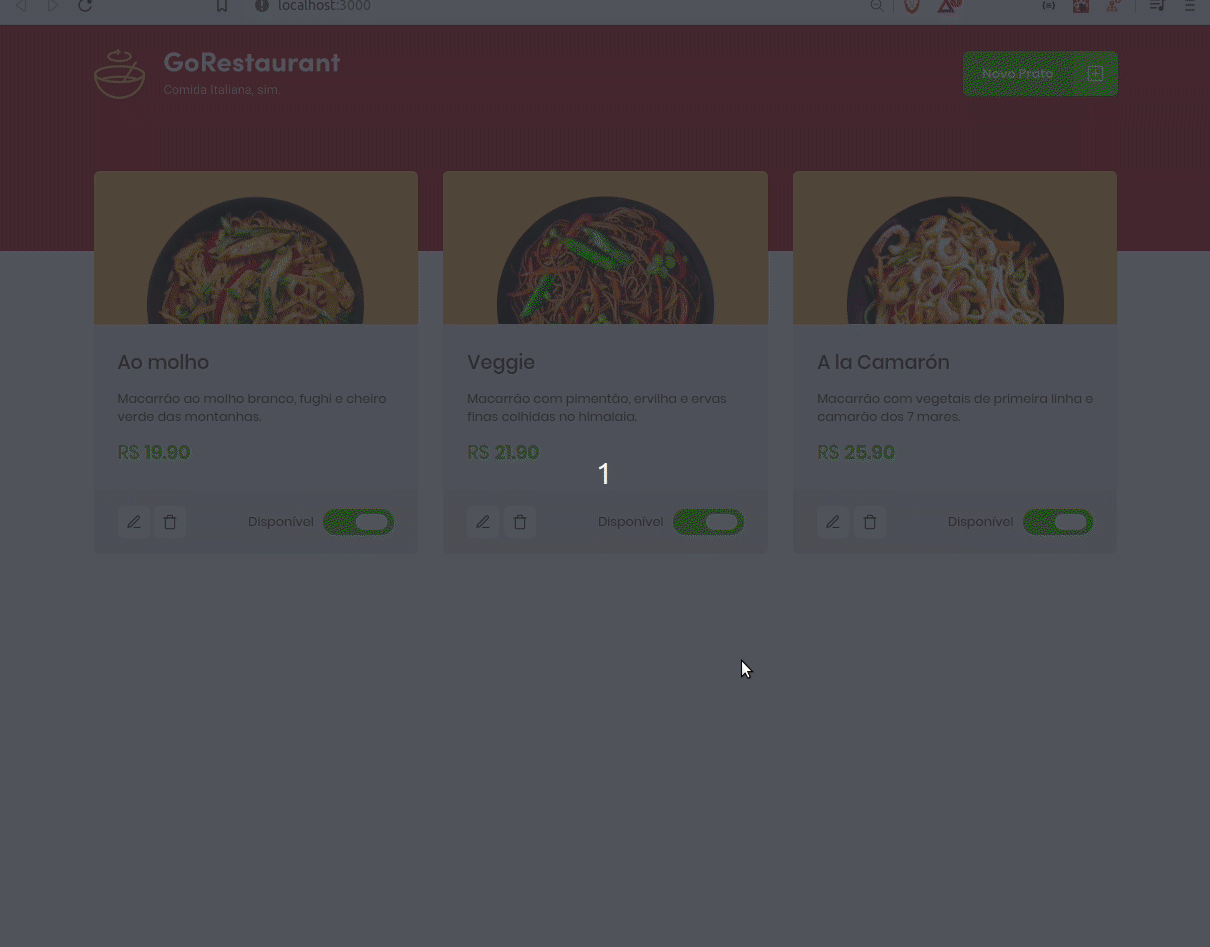 localhost:3000
GoRestaurant
Comida Italiana, sim.
Novo Prato
Ao molho
Macarrão ao molho branco, fughi e cheiro
verde das montanhas.
R$ 19.90
Disponível
Veggie
Macarrão com pimentão, ervilha e ervas
finas colhidas no himalaia.
R$ 21.90
Disponível
A la Camarón
Macarrão com vegetais de primeira linha e
camarão dos 7 mares.
R$ 25.90
Disponível
1